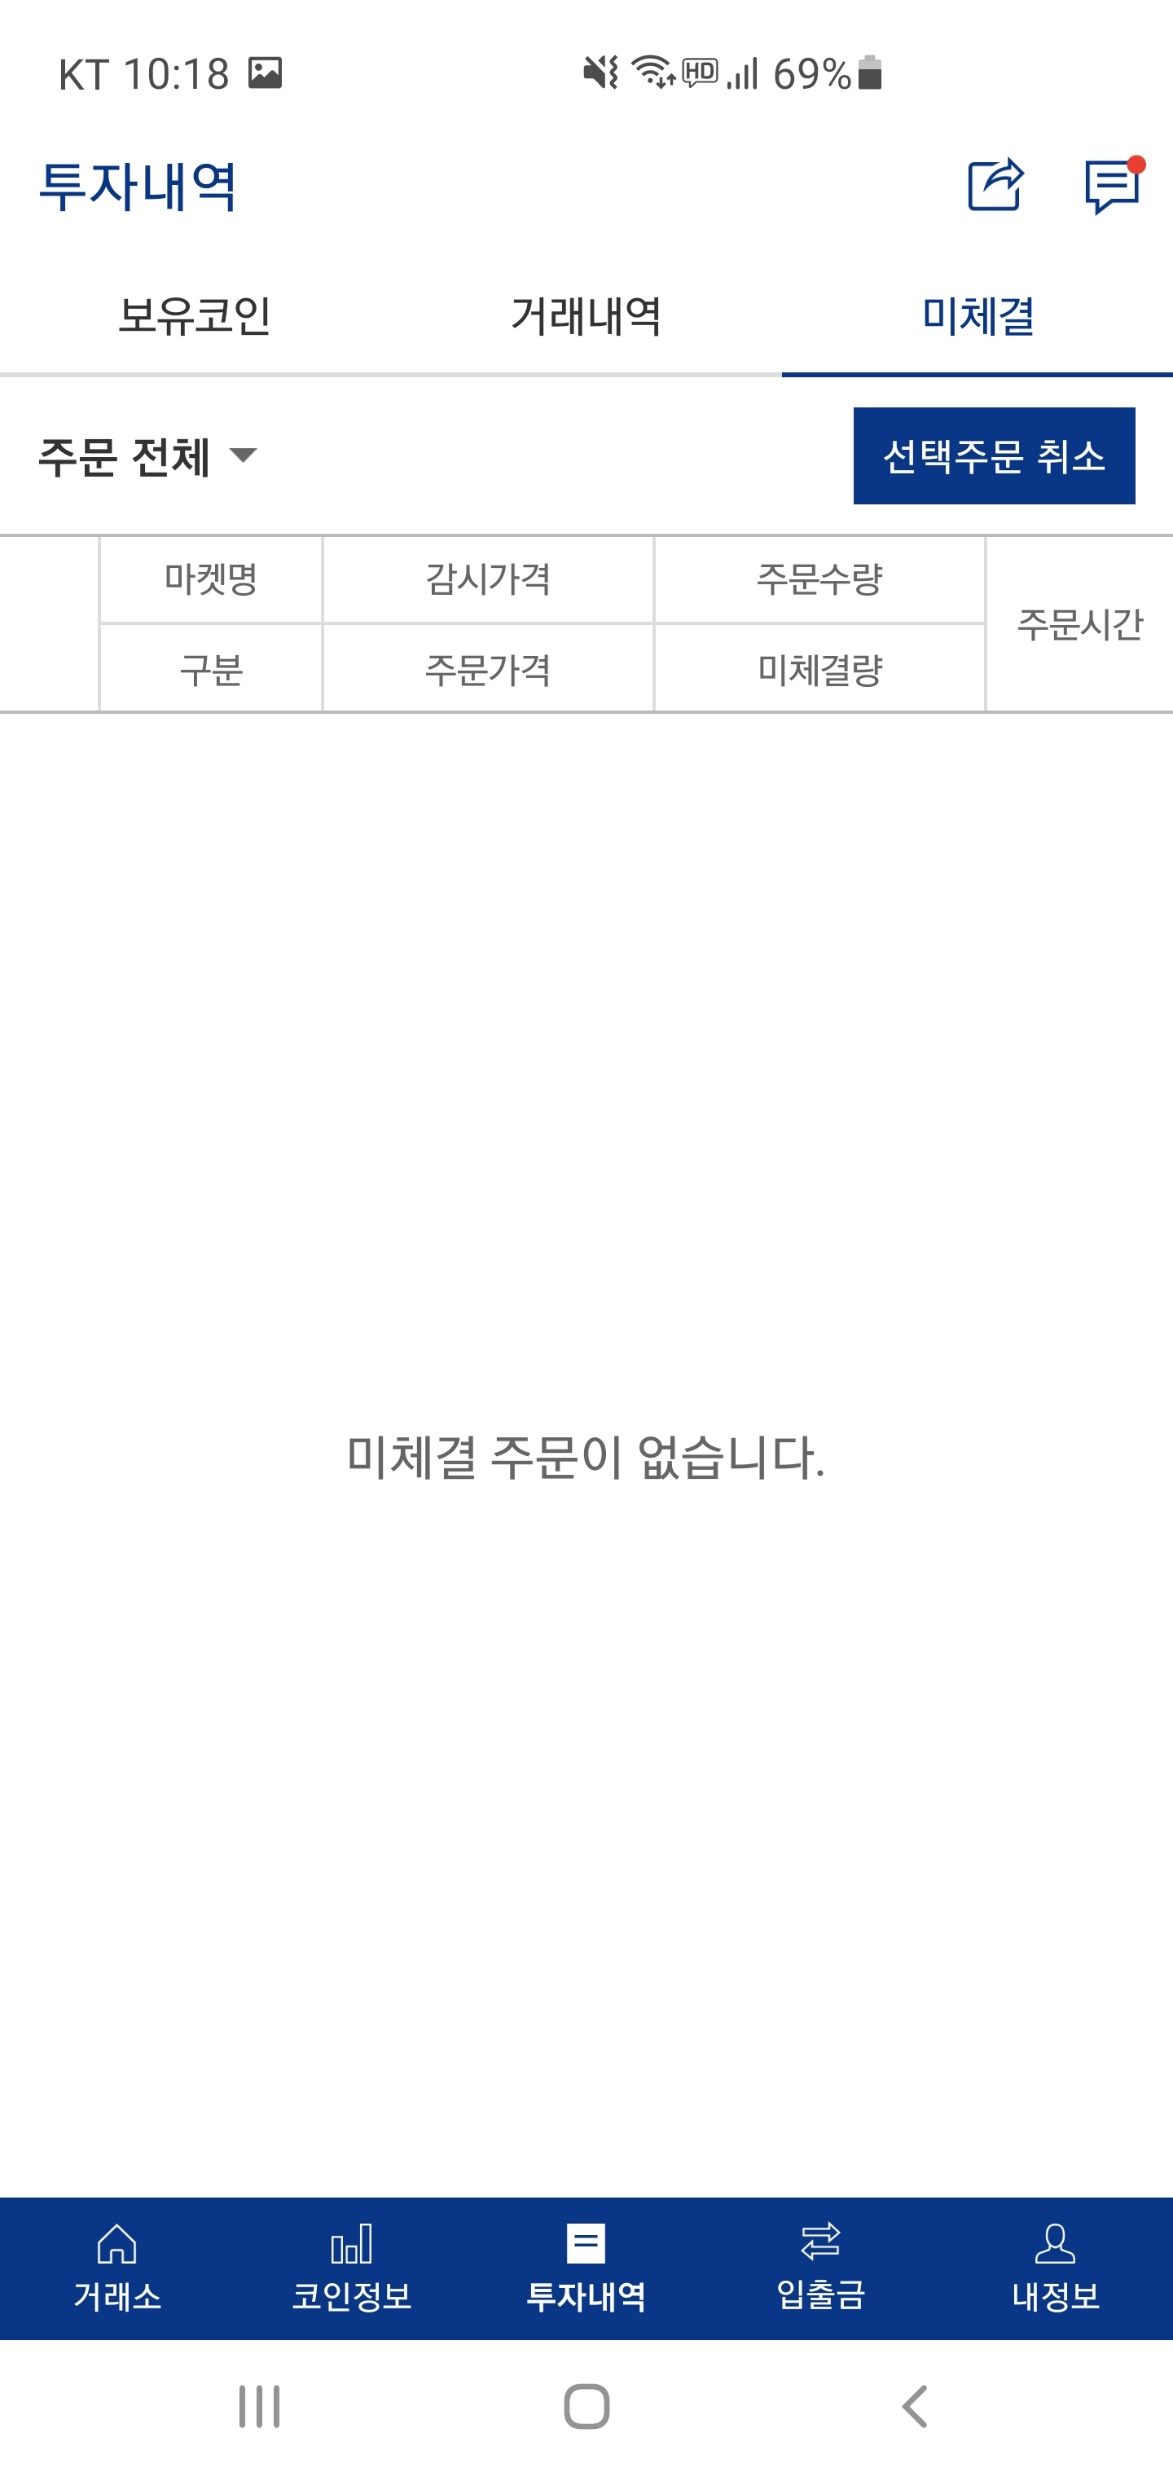 KT 10:18 HD 69%
투자내역
보유코인 거래내역 미체결
주문 전체 선택주문 취소
마켓명 감시가격 주문수량 주문시간
구분 주문가격 미체결량
미체결 주문이 없습니다.
거래소 코인정보 투자내역 입출금 내정보